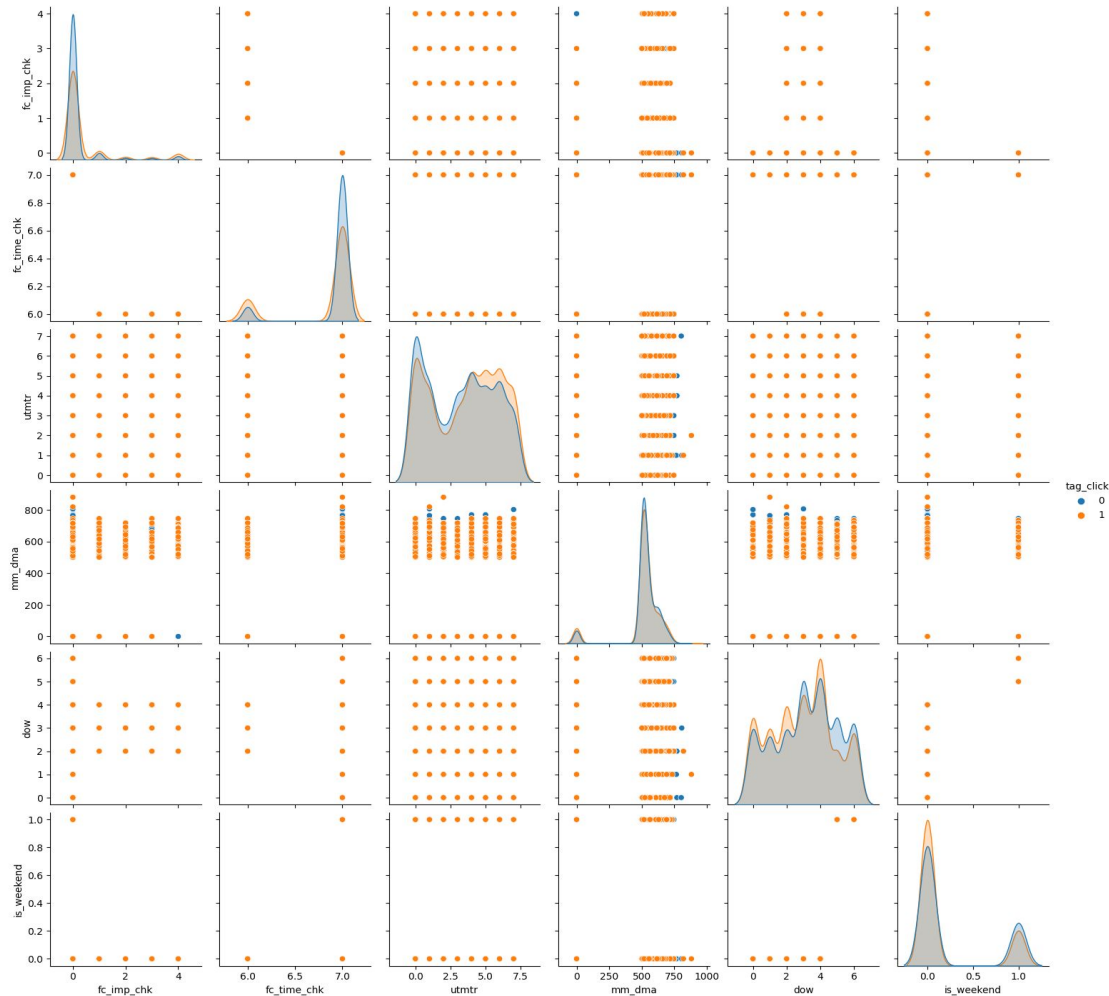 4
3
2
1
0
fc_imp_chk
7.0
6.8
6.6
6.4
6.2
6.0
fc_time_chk
7
6
5
4
3
2
1
0
utmtr
800
600
400
200
0
mm_dma
6
5
4
3
2
1
0
dow
1.0
0.8
0.6
0.4
0.2
0.0
is_weekend
0 2 4
6.0 6.5 7.0
0.0 2.5 5.0 7.5
0 250 500 750 1000
0 2 4 6
0.0 0.5 1.0
fc_imp_chk fc_time_chk utmtr mm_dma dow is_weekend
tag_click
0
1